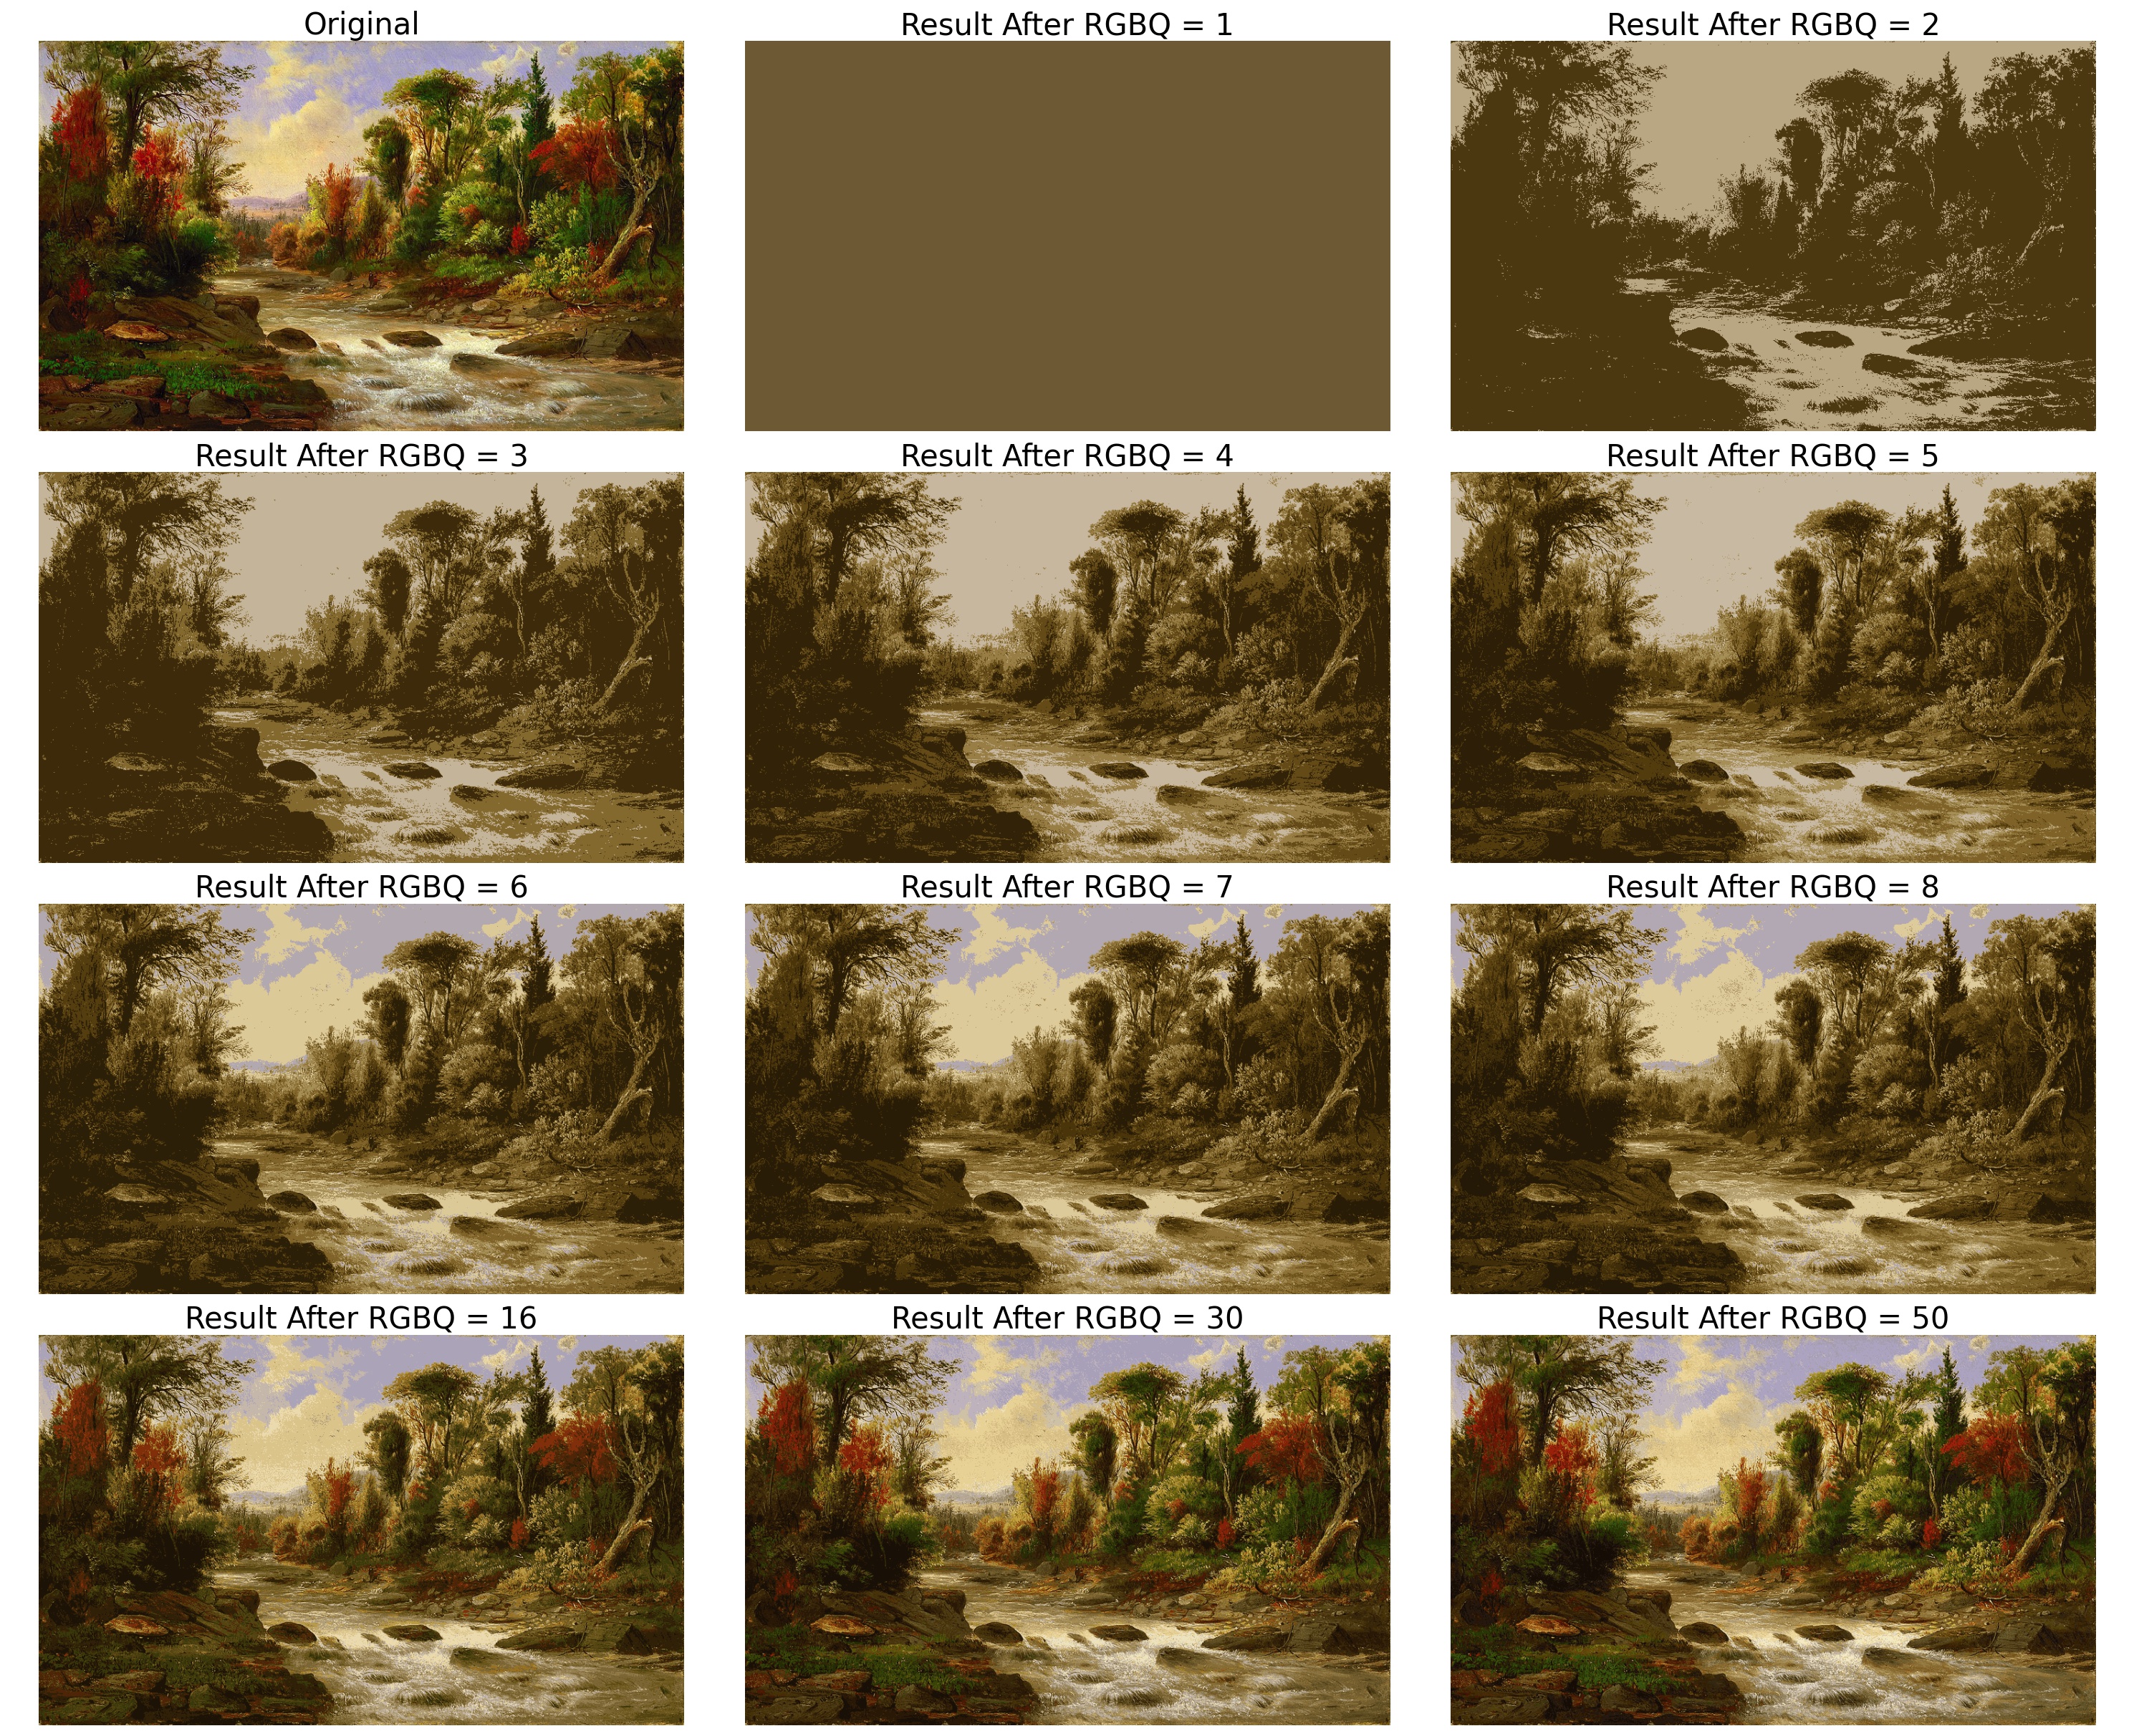 Original
Result After RGBQ = 1
Result After RGBQ = 2
Result After RGBQ = 3
Result After RGBQ = 4
Result After RGBQ = 5
Result After RGBQ = 6
Result After RGBQ = 7
Result After RGBQ = 8
Result After RGBQ = 16
Result After RGBQ = 30
Result After RGBQ = 50